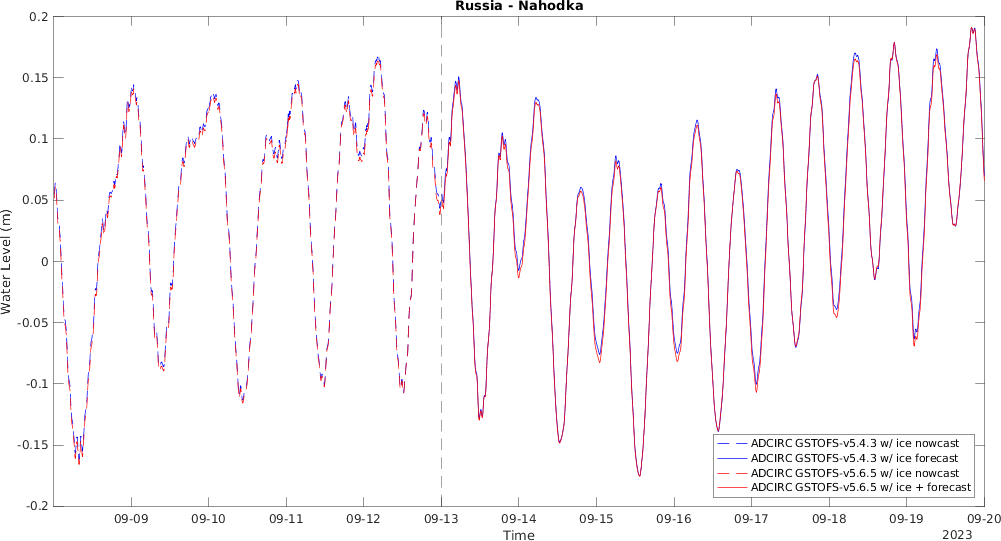 Russia - Nahodka
0.2
0.15
0.1
0.05
0
-0.05
-0.1
-0.15
-0.2
Water Level (m)
ADCIRC GSTOFS-v5.4.3 w/ ice nowcast
ADCIRC GSTOFS-v5.4.3 w/ ice forecast
ADCIRC GSTOFS-v5.6.5 w/ ice nowcast
ADCIRC GSTOFS-v5.6.5 w/ ice + forecast
09-09 09-10 09-11 09-12 09-13 09-14 09-15 09-16 09-17 09-18 09-19 09-20
Time
2023